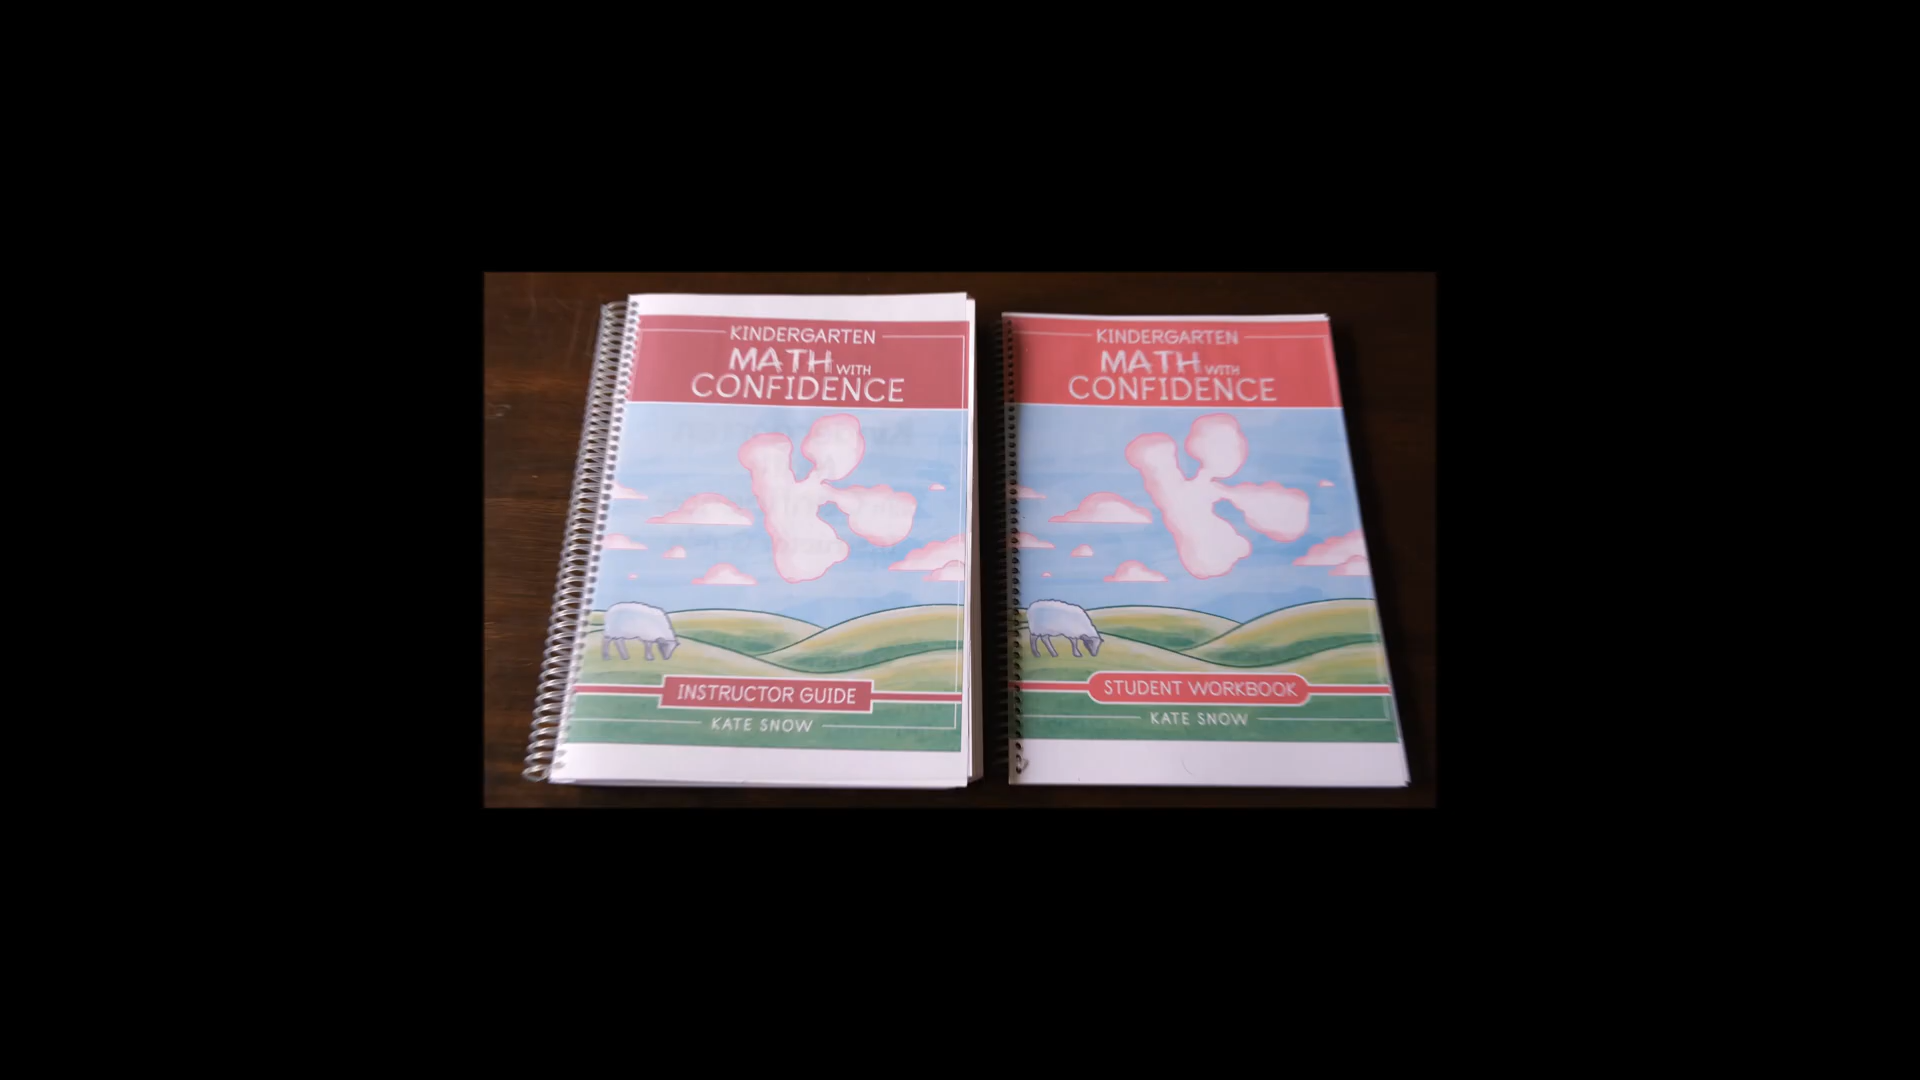 KINDERGARTEN
MATH WITH
CONFIDENCE
INSTRUCTOR GUIDE
KATE SNOW
KINDERGARTEN
MATH WITH
CONFIDENCE
STUDENT WORKBOOK
KATE SNOW